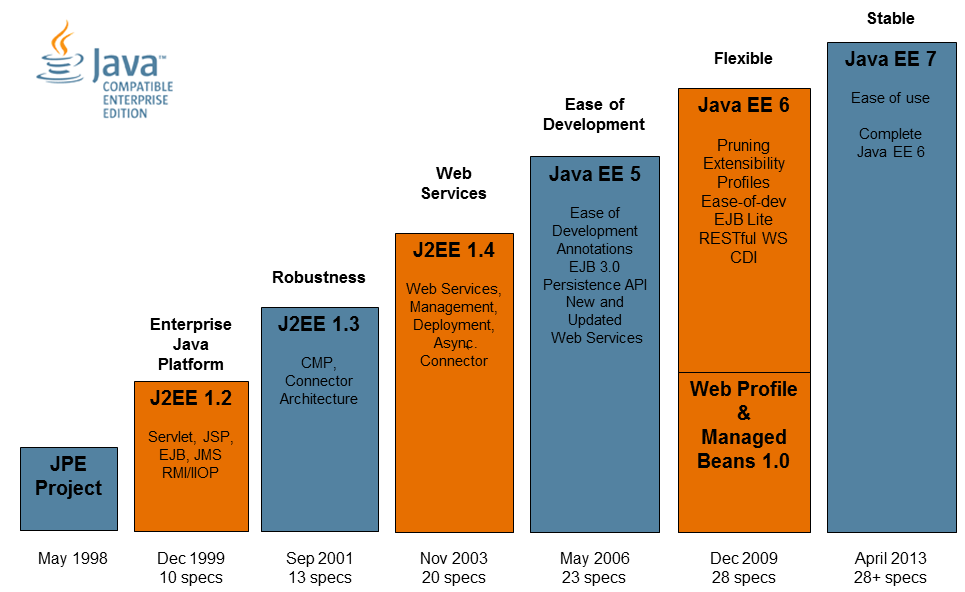 Java™
COMPATIBLE
ENTERPRISE
EDITION
JPE
Project
May 1998
Enterprise
Java
Platform
J2EE 1.2
Servlet, JSP,
EJB, JMS
RMI/IIOP
Dec 1999
10 specs
Robustness
J2EE 1.3
CMP,
Connector
Architecture
Sep 2001
13 specs
Web
Services
J2EE 1.4
Web Services,
Management,
Deployment,
Async.
Connector
Nov 2003
20 specs
Ease of
Development
Java EE 5
Ease of
Development
Annotations
EJB 3.0
Persistence API
New and
Updated
Web Services
May 2006
23 specs
Flexible
Java EE 6
Pruning
Extensibility
Profiles
Ease-of-dev
EJB Lite
RESTful WS
CDI
Web Profile
&
Managed
Beans 1.0
Dec 2009
28 specs
Stable
Java EE 7
Ease of use
Complete
Java EE 6
April 2013
28+ specs